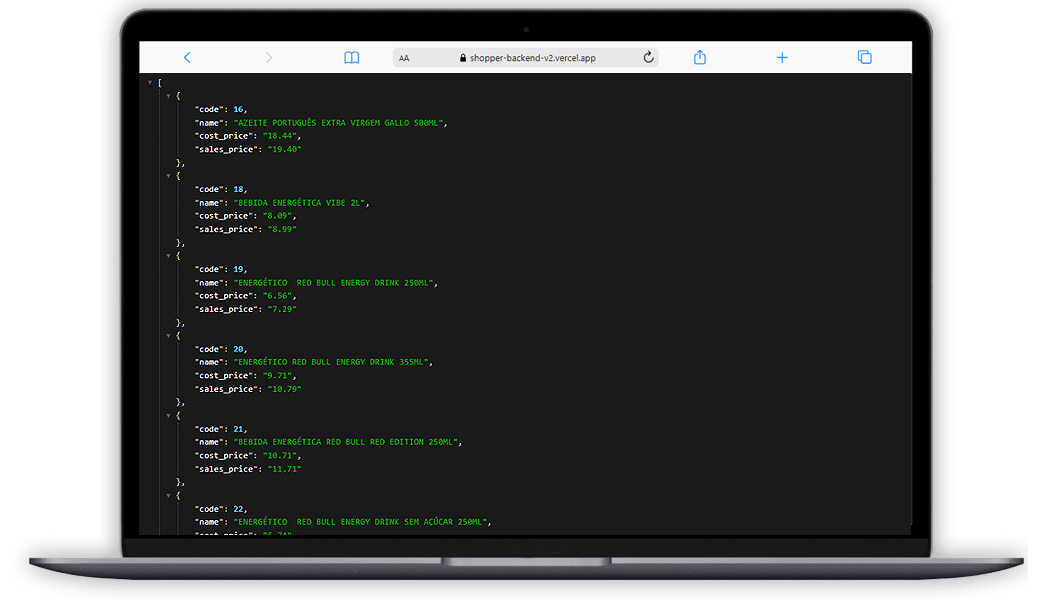 AA shopper-backend-v2.vercel.app
[
{
"code": 16,
"name": "AZEITE PORTUGUÊS EXTRA VIRGEM GALLO 500ML",
"cost_price": "18.44",
"sales_price": "19.40"
},
{
"code": 18,
"name": "BEBIDA ENERGÉTICA VIBE 2L",
"cost_price": "8.09",
"sales_price": "8.99"
},
{
"code": 19,
"name": "ENERGÉTICO  RED BULL ENERGY DRINK 250ML",
"cost_price": "6.56",
"sales_price": "7.29"
},
{
"code": 20,
"name": "ENERGÉTICO RED BULL ENERGY DRINK 355ML",
"cost_price": "9.71",
"sales_price": "10.79"
},
{
"code": 21,
"name": "BEBIDA ENERGÉTICA RED BULL RED EDITION 250ML",
"cost_price": "10.71",
"sales_price": "11.71"
},
{
"code": 22,
"name": "ENERGÉTICO  RED BULL ENERGY DRINK SEM AÇÚCAR 250ML",
"cost_price": "6.74"